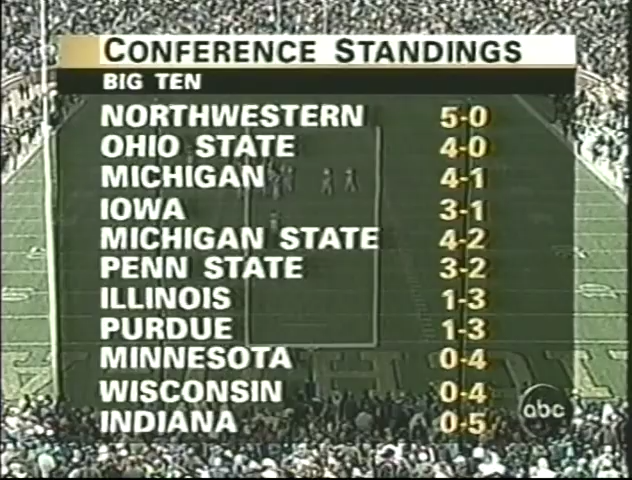 CONFERENCE STANDINGS
BIG TEN
NORTHWESTERN 5-0
OHIO STATE 4-0
MICHIGAN 4-1
IOWA 3-1
MICHIGAN STATE 4-2
PENN STATE 3-2
ILLINOIS 1-3
PURDUE 1-3
MINNESOTA 0-4
WISCONSIN 0-4
INDIANA 0-5
abc